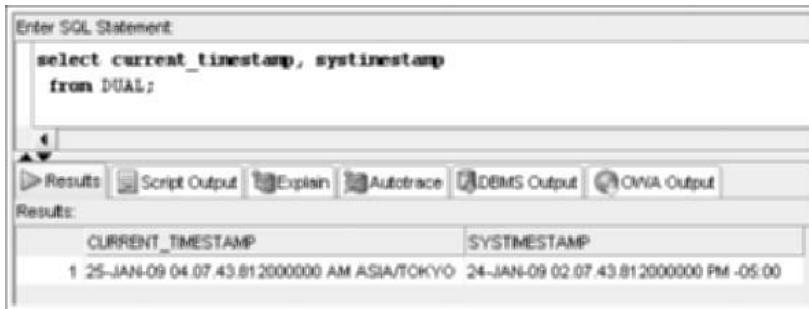 Enter SQL Statement:
select current_timestamp, systimestamp
from DUAL;
Results Script Output Explain Autotrace DBMS Output OWA Output
Results:
CURRENT_TIMESTAMP SYSTIMESTAMP
1 25-JAN-09 04.07.43.812000000 AM ASIA/TOKYO 24-JAN-09 02.07.43.812000000 PM -05:00